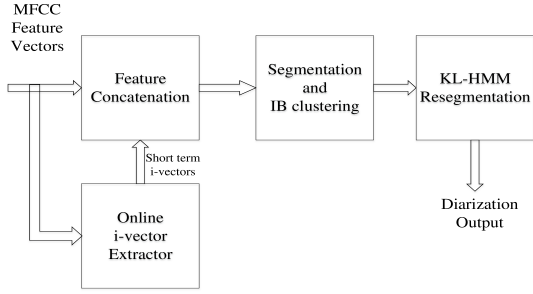 MFCC
Feature
Vectors
Feature
Concatenation
Segmentation
and
IB clustering
KL-HMM
Resegmentation
Short term
i-vectors
Online
i-vector
Extractor
Diarization
Output